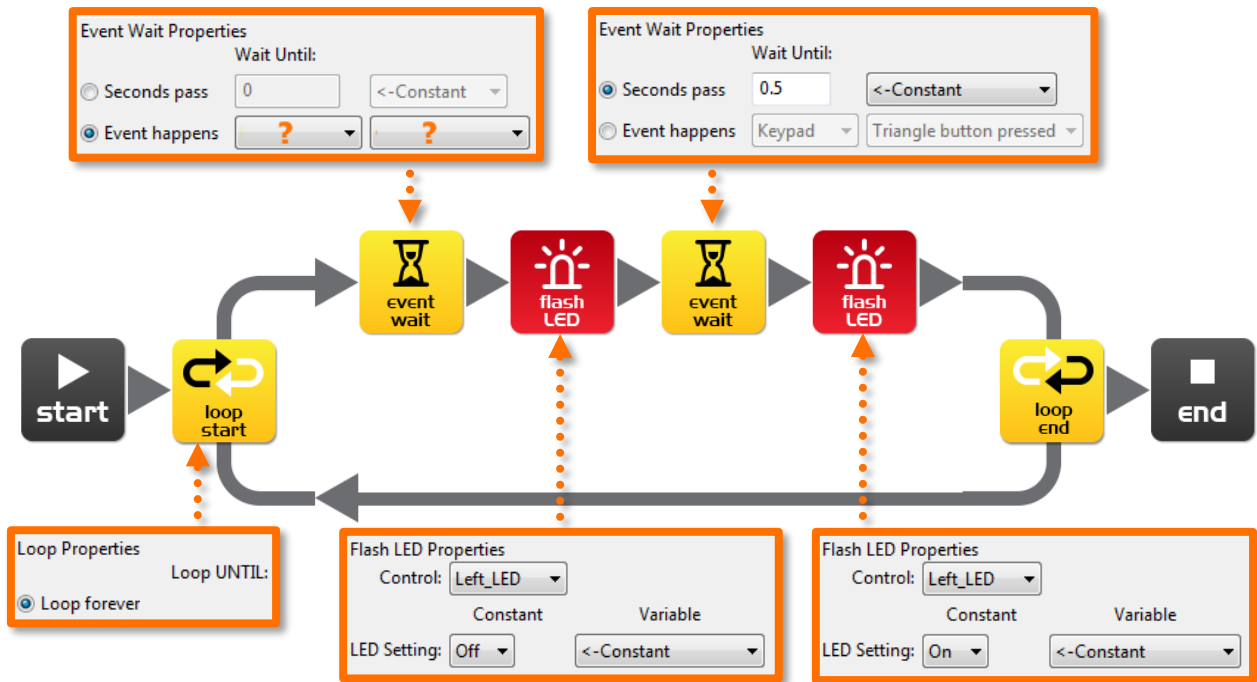 Event Wait Properties
Wait Until:
Seconds pass 0 <-Constant
Event happens ? ?
Event Wait Properties
Wait Until:
Seconds pass 0.5 <-Constant
Event happens Keypad Triangle button pressed
event
wait
flash
LED
event
wait
flash
LED
start
loop
start
loop
end
end
Loop Properties
Loop UNTIL:
Loop forever
Flash LED Properties
Control: Left_LED
Constant Variable
LED Setting: Off <-Constant
Flash LED Properties
Control: Left_LED
Constant Variable
LED Setting: On <-Constant